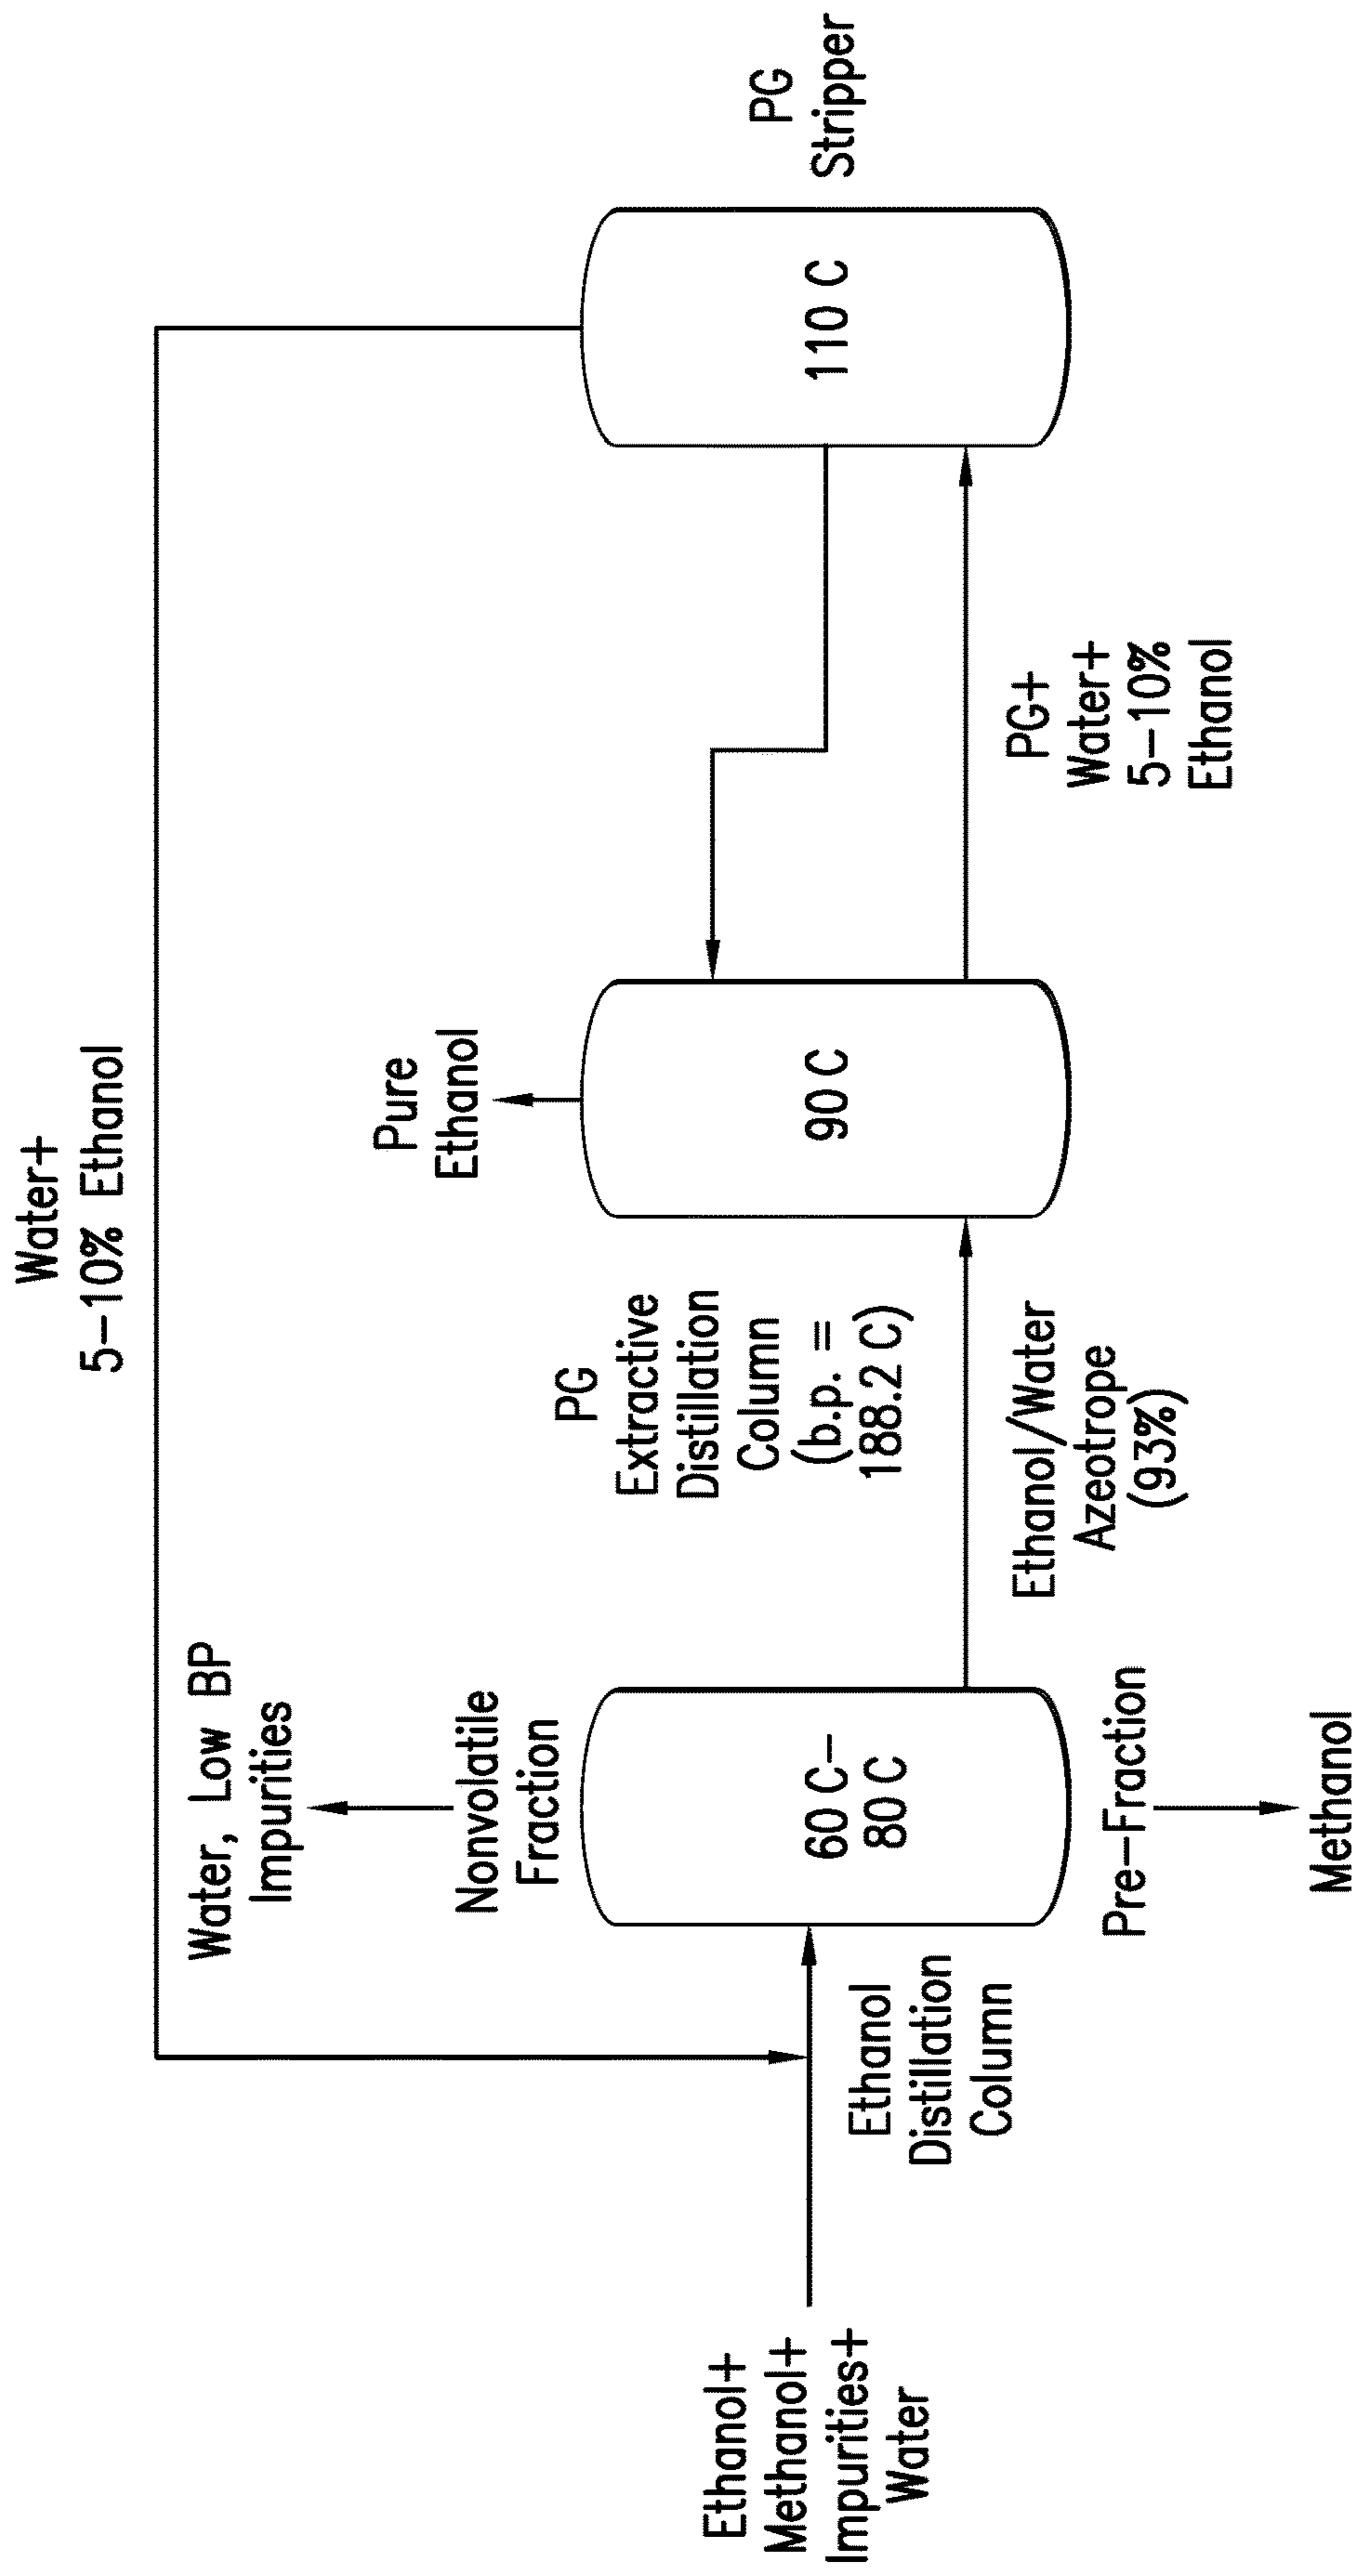 Water+
5-10% Ethanol
Water, Low BP
Impurities
Nonvolatile
Fraction
Pure
Ethanol
PG
Stripper
Ethanol+
Methanol+
Impurities+
Water
Ethanol
Distillation
Column
60 C-
80 C
PG
Extractive
Distillation
Column
(b.p. =
188.2 C)
90 C
110 C
Ethanol/Water
Azeotrope
(93%)
PG+
Water+
5-10%
Ethanol
Pre-Fraction
Methanol